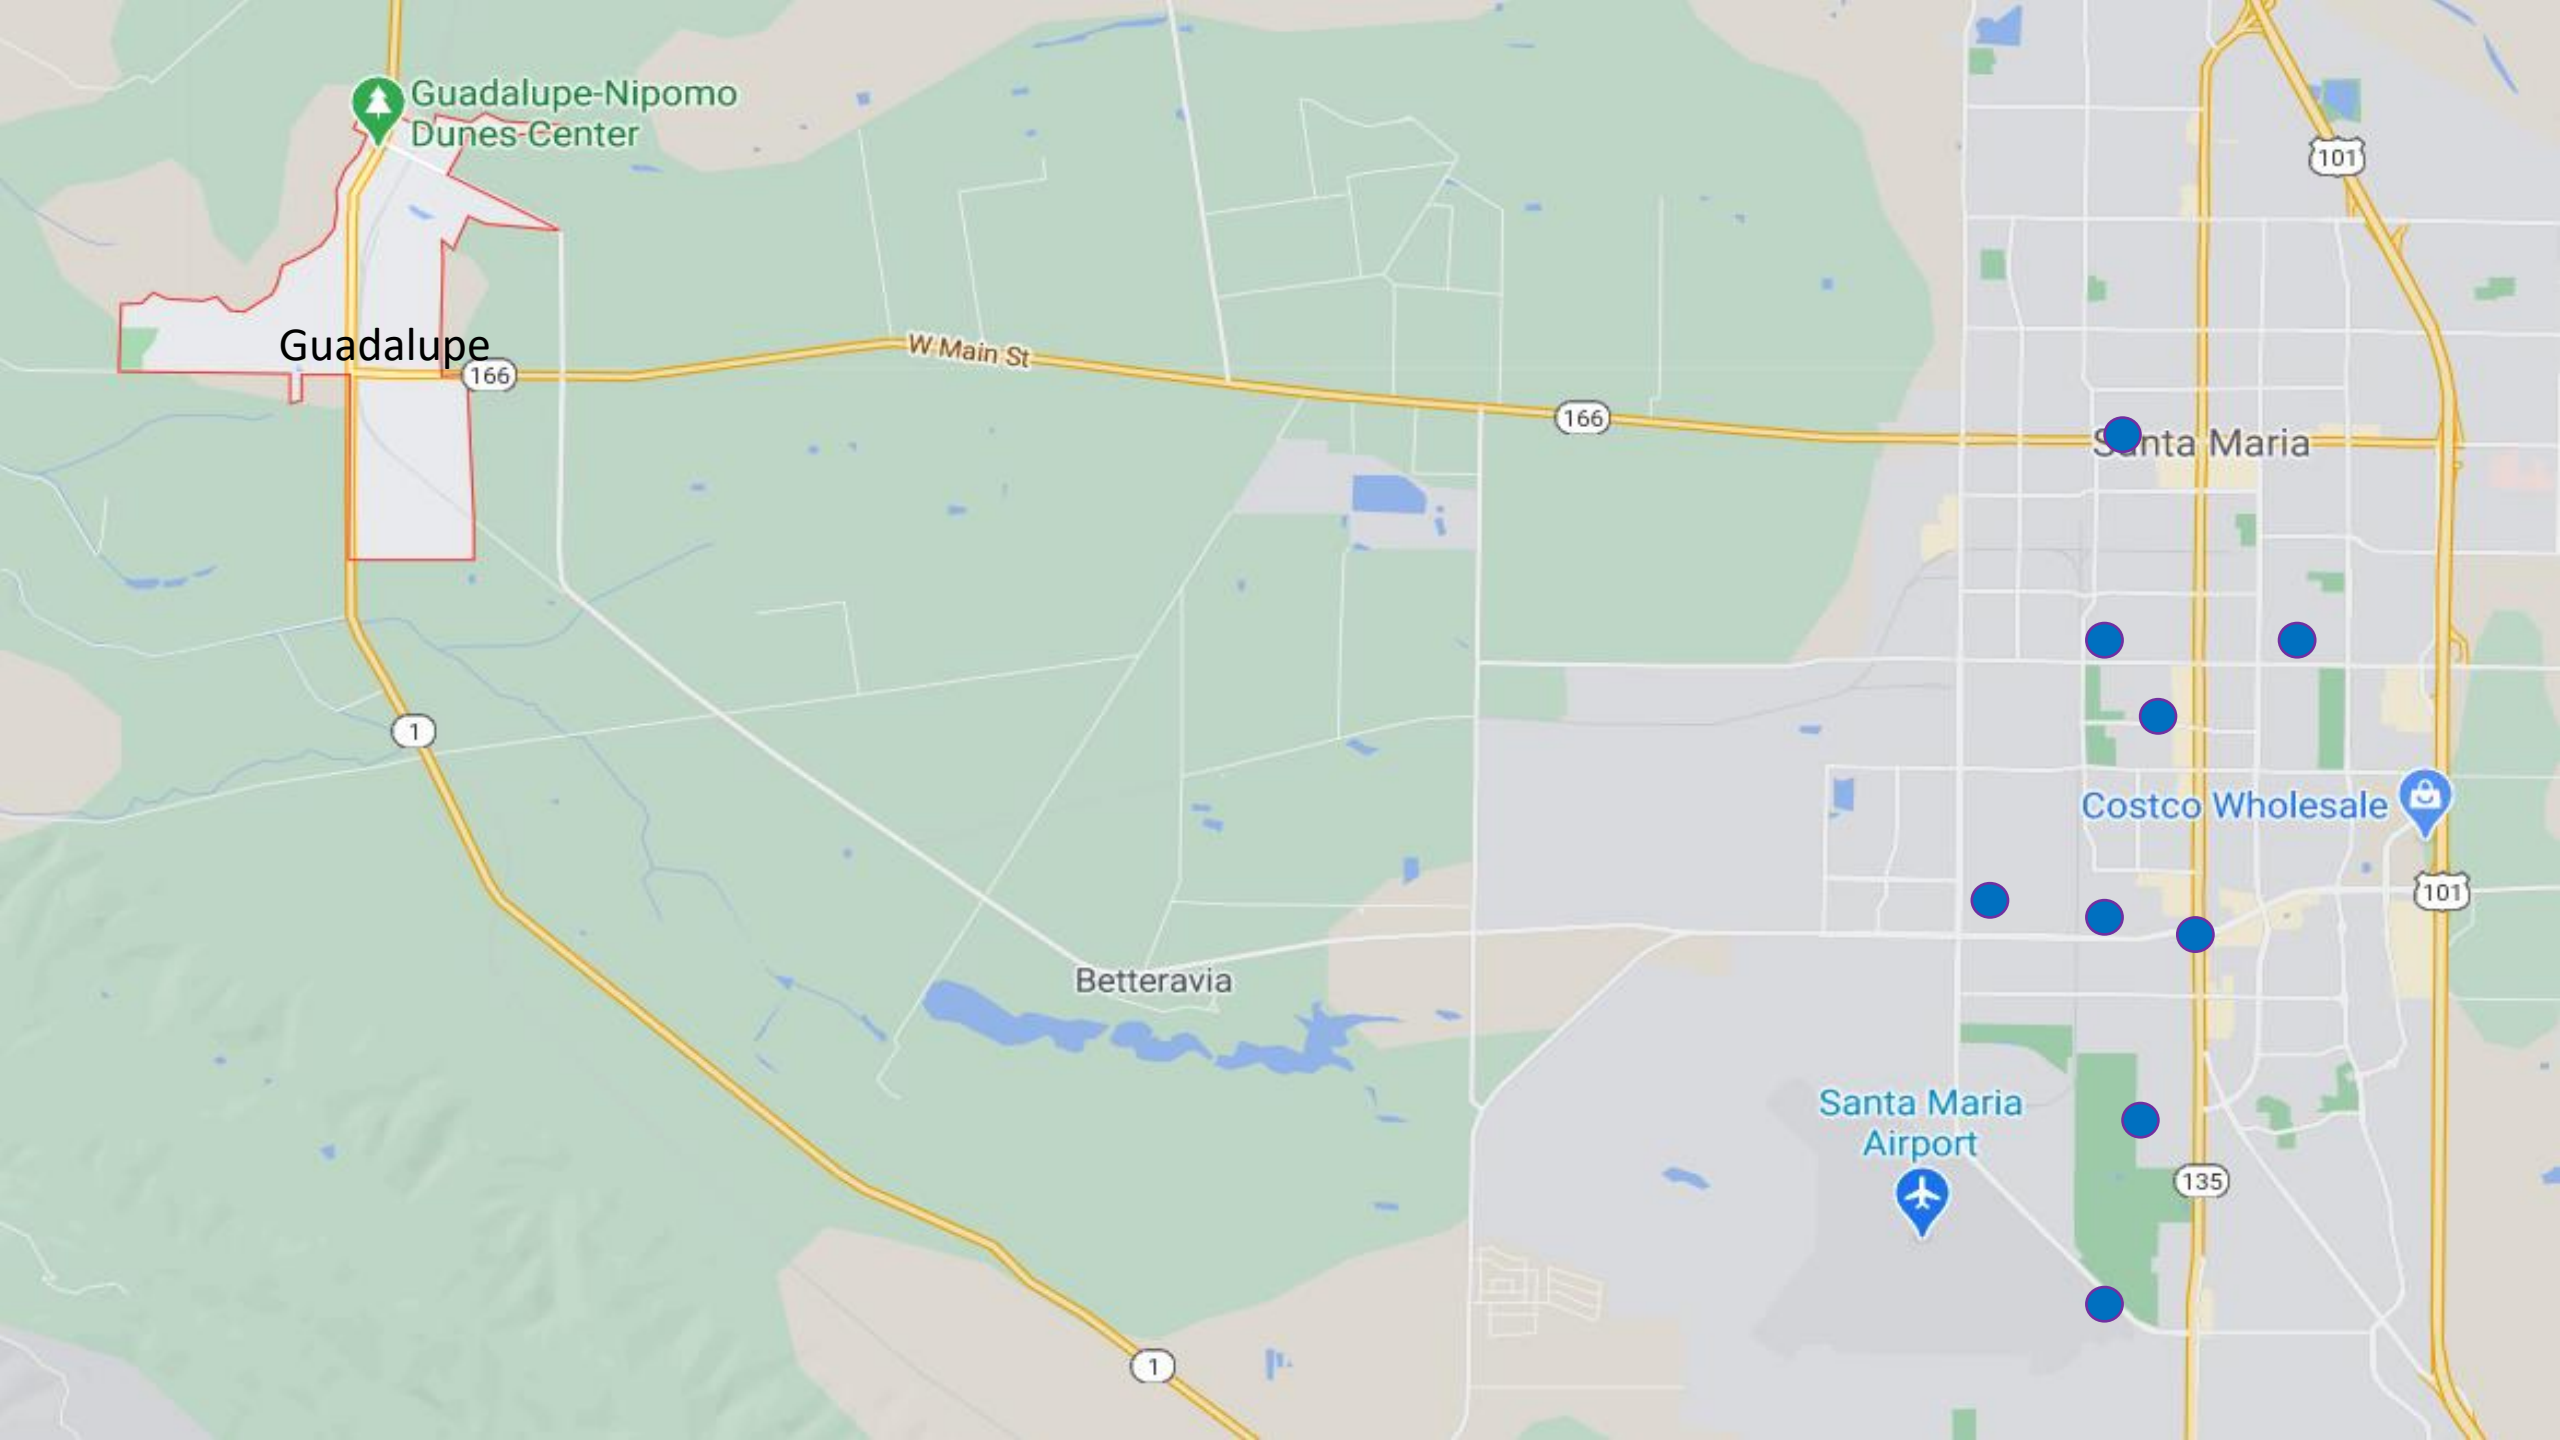 Guadalupe-Nipomo
Dunes Center
101
Guadalupe
166
W Main St
166
Santa Maria
1
Costco Wholesale
101
Betteravia
Santa Maria
Airport
135
1